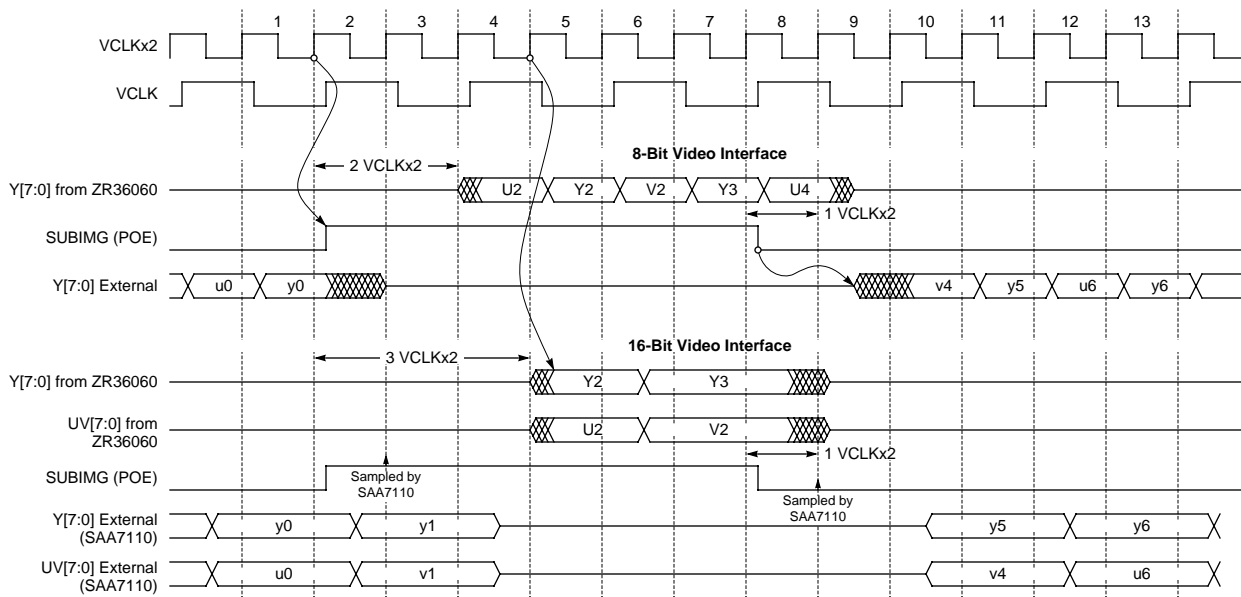 1 2 3 4 5 6 7 8 9 10 11 12 13
VCLKx2
VCLK
8-Bit Video Interface
2 VCLKx2
Y[7:0] from ZR36060
U2 Y2 V2 Y3 U4
1 VCLKx2
SUBIMG (POE)
Y[7:0] External
u0 y0 v4 y5 u6 y6
16-Bit Video Interface
3 VCLKx2
Y[7:0] from ZR36060
Y2 Y3
UV[7:0] from
ZR36060
U2 V2
1 VCLKx2
SUBIMG (POE)
Sampled by
SAA7110
Sampled by
SAA7110
Y[7:0] External
(SAA7110)
y0 y1 y5 y6
UV[7:0] External
(SAA7110)
u0 v1 v4 u6